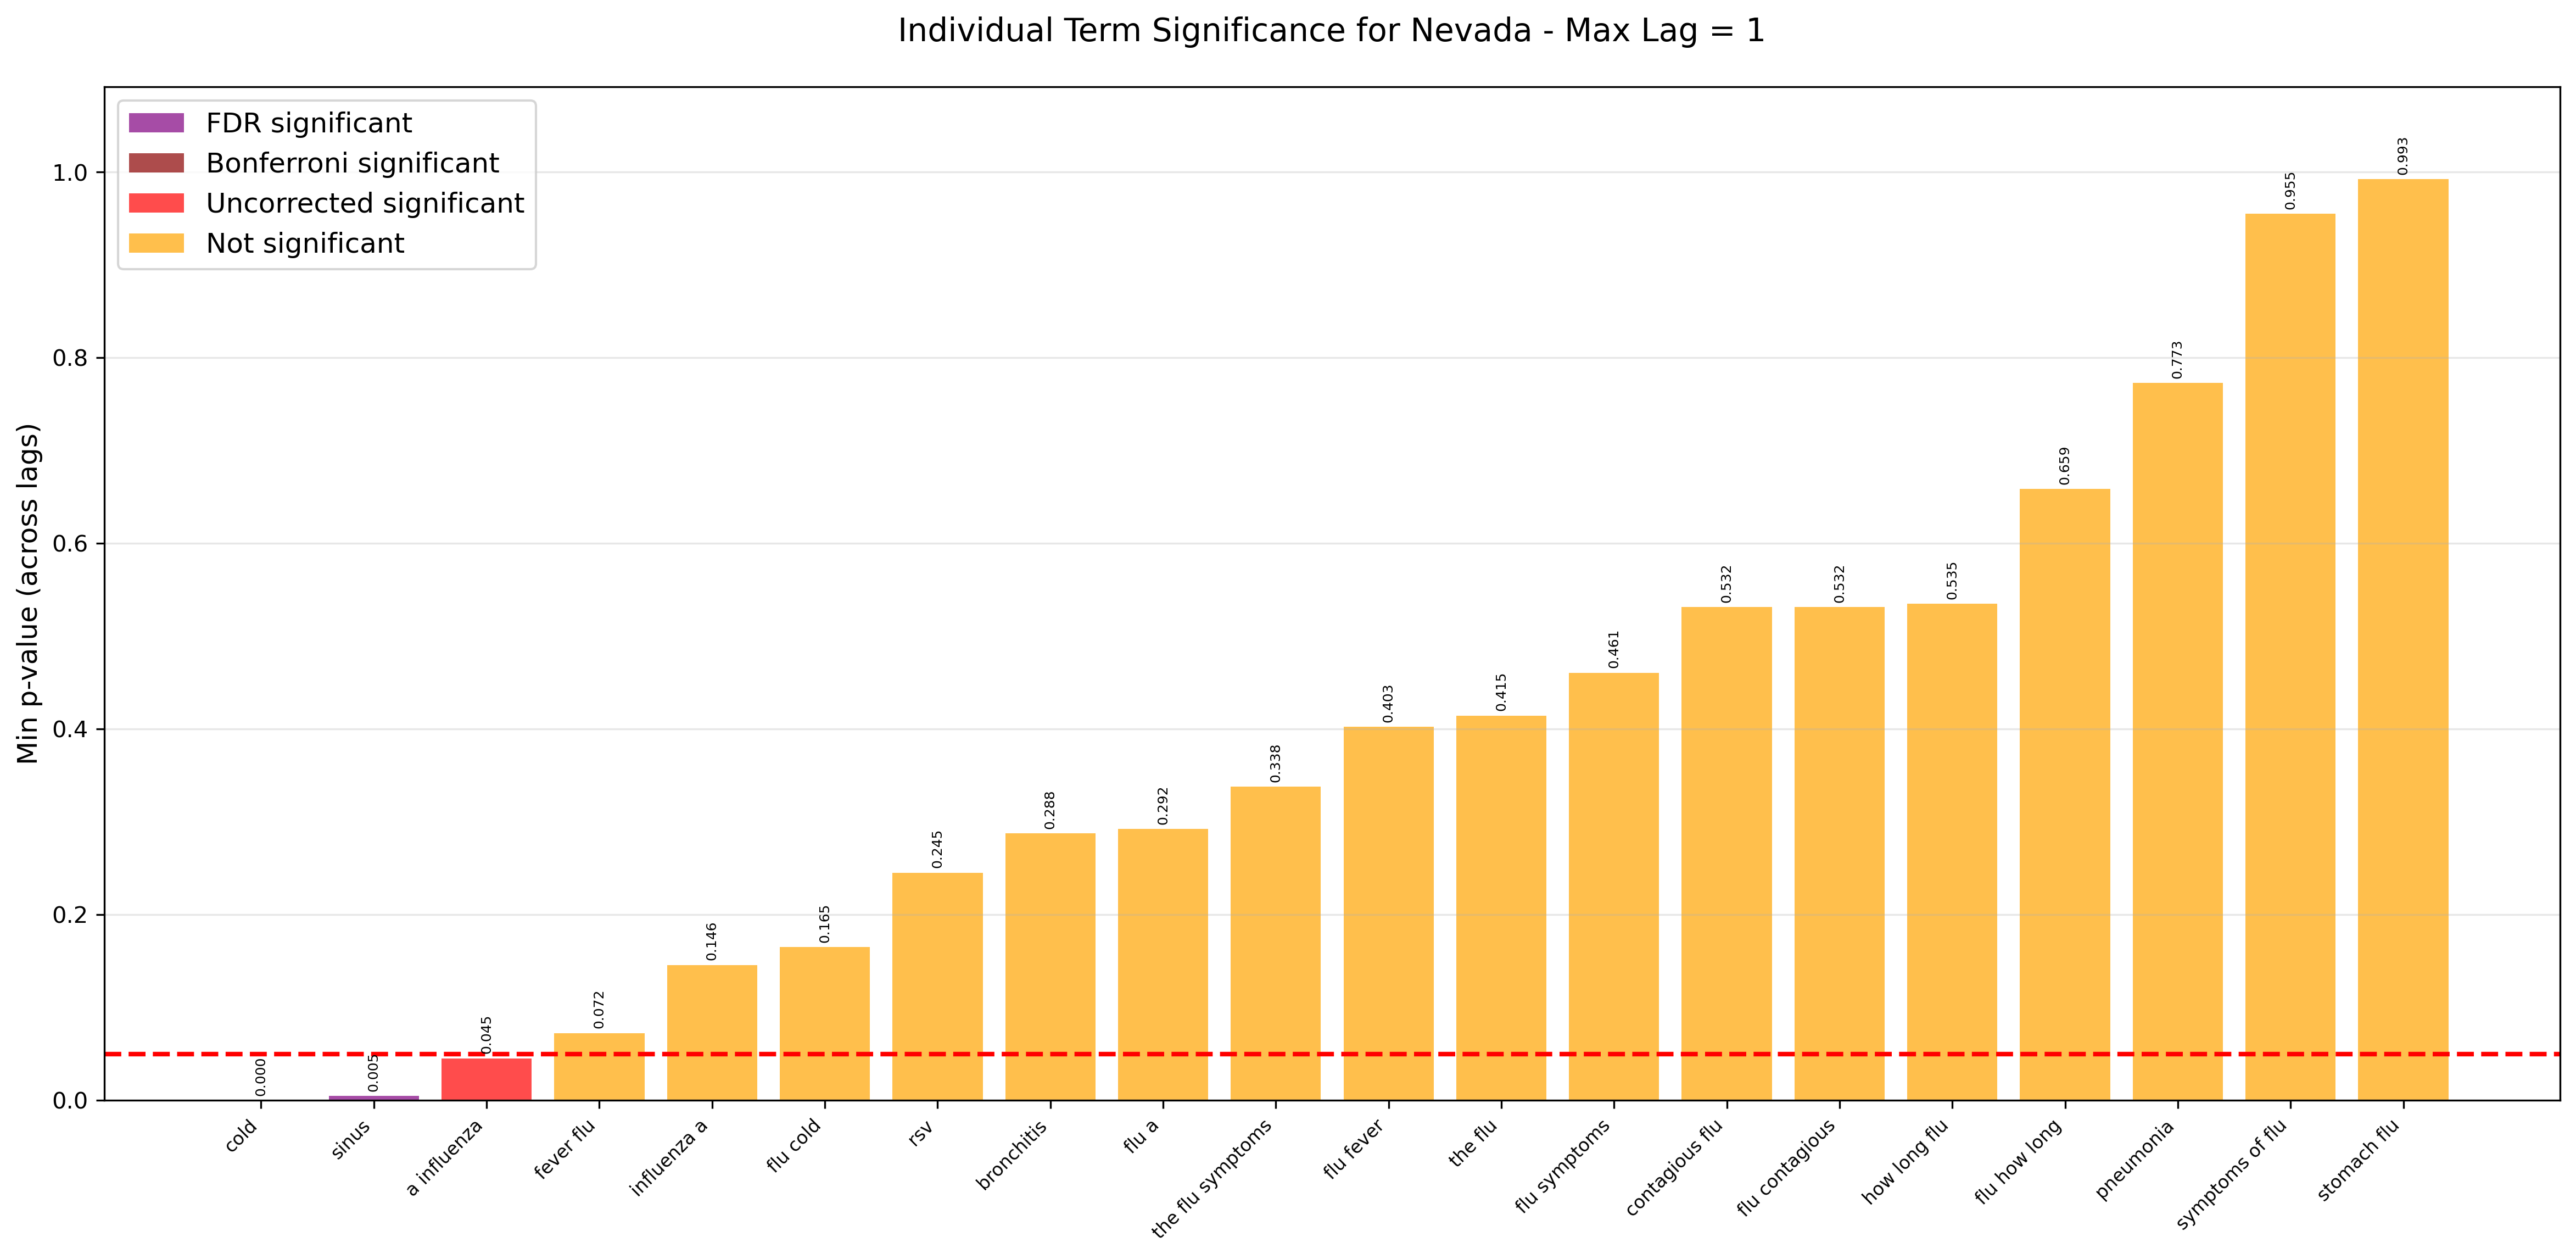 Individual Term Significance for Nevada - Max Lag = 1
FDR significant
Bonferroni significant
Uncorrected significant
Not significant
Min p-value (across lags)
1.0
0.8
0.6
0.4
0.2
0.0
0.000
0.005
0.045
0.072
0.146
0.165
0.245
0.288
0.292
0.338
0.403
0.415
0.461
0.532
0.532
0.535
0.659
0.773
0.955
0.993
cold
sinus
a influenza
fever flu
influenza a
flu cold
rsv
bronchitis
flu a
the flu symptoms
flu fever
the flu
flu symptoms
contagious flu
flu contagious
how long flu
flu how long
pneumonia
symptoms of flu
stomach flu